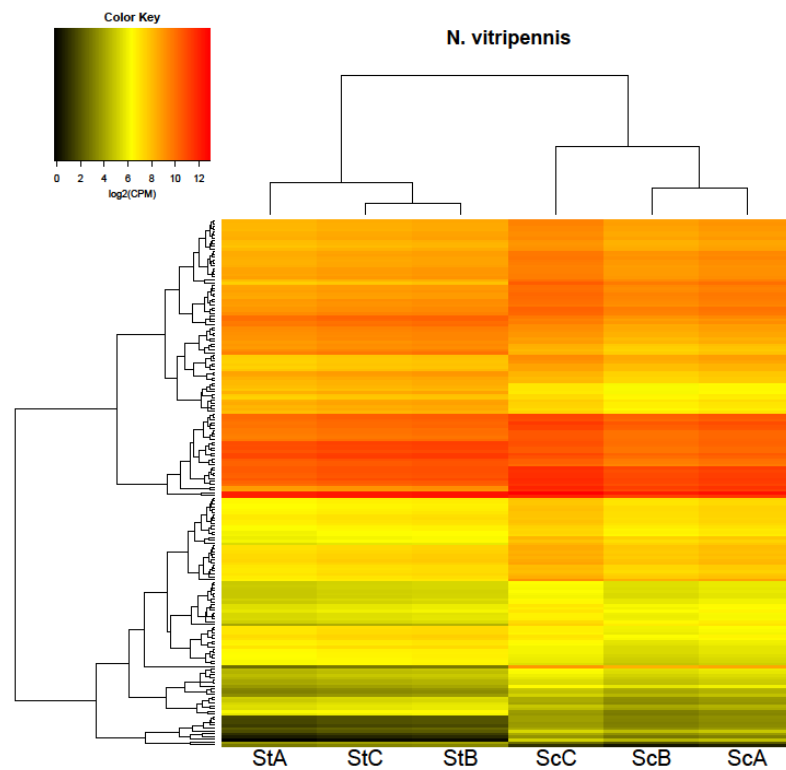 Color Key
0 2 4 6 8 10 12
log2(CPM)
N. vitripennis
StA StC StB ScC ScB ScA